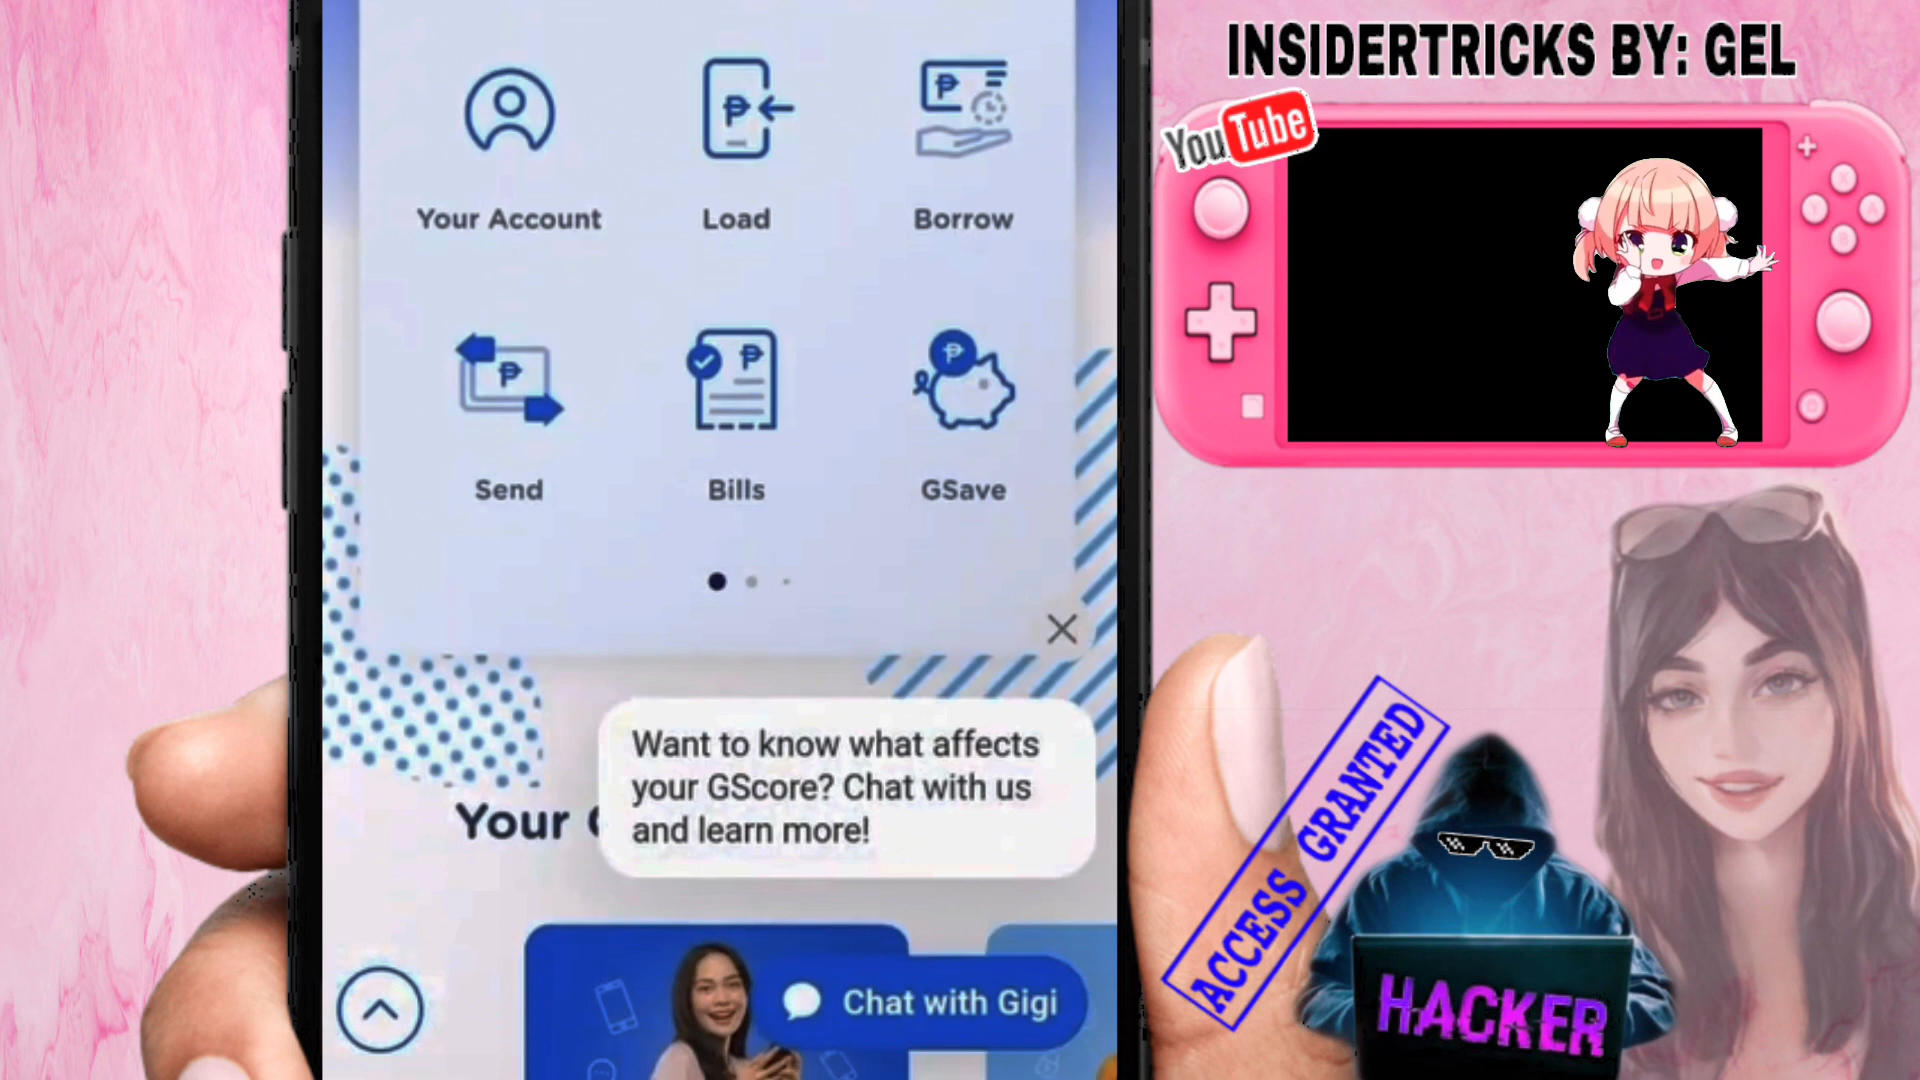 INSIDERTRICKS BY: GEL
YouTube
Your Account
Load
Borrow
Send
Bills
GSave
Want to know what affects
your GScore? Chat with us
and learn more!
Your
Chat with Gigi
ACCESS GRANTED
HACKER